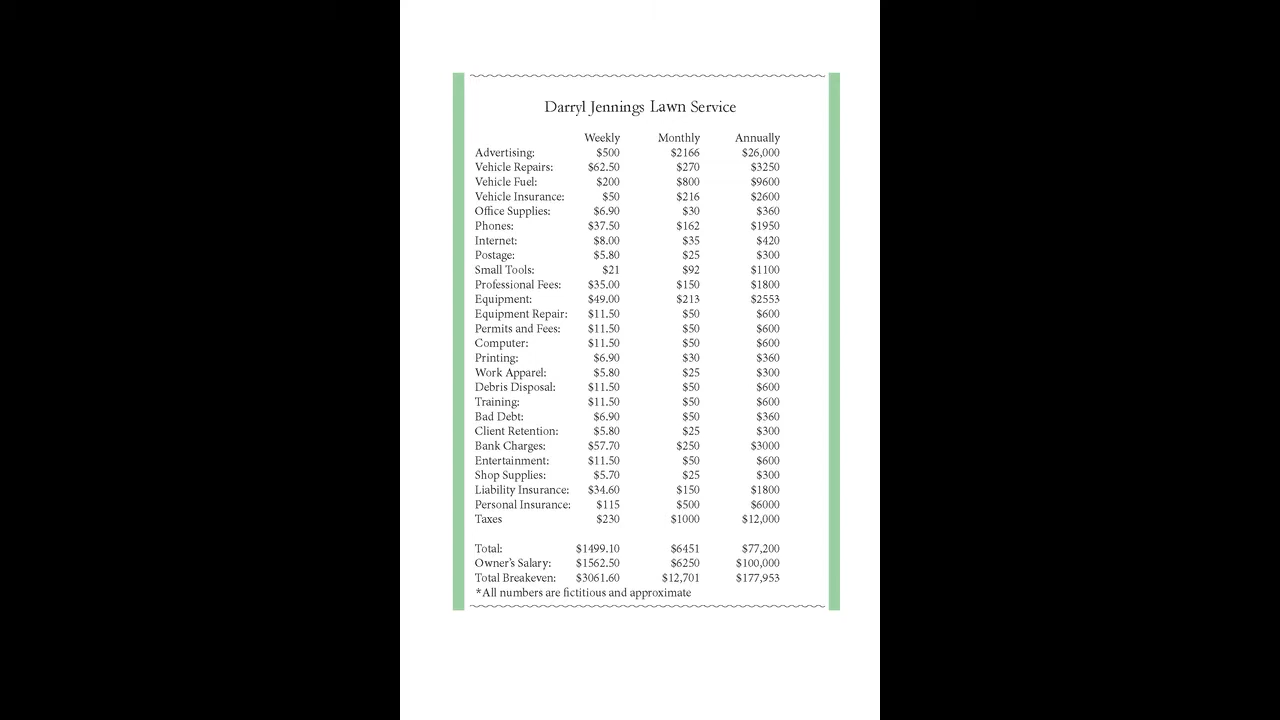 Darryl Jennings Lawn Service
Weekly Monthly Annually
Advertising: $500 $2166 $26,000
Vehicle Repairs: $62.50 $270 $3250
Vehicle Fuel: $200 $800 $9600
Vehicle Insurance: $50 $216 $2600
Office Supplies: $6.90 $30 $360
Phones: $37.50 $162 $1950
Internet: $8.00 $35 $420
Postage: $5.80 $25 $300
Small Tools: $21 $92 $1100
Professional Fees: $35.00 $150 $1800
Equipment: $49.00 $213 $2553
Equipment Repair: $11.50 $50 $600
Permits and Fees: $11.50 $50 $600
Computer: $11.50 $50 $600
Printing: $6.90 $30 $360
Work Apparel: $5.80 $25 $300
Debris Disposal: $11.50 $50 $600
Training: $11.50 $50 $600
Bad Debt: $6.90 $50 $360
Client Retention: $5.80 $25 $300
Bank Charges: $57.70 $250 $3000
Entertainment: $11.50 $50 $600
Shop Supplies: $5.70 $25 $300
Liability Insurance: $34.60 $150 $1800
Personal Insurance: $115 $500 $6000
Taxes $230 $1000 $12,000
Total: $1499.10 $6451 $77,200
Owner's Salary: $1562.50 $6250 $100,000
Total Breakeven: $3061.60 $12,701 $177,953
*All numbers are fictitious and approximate